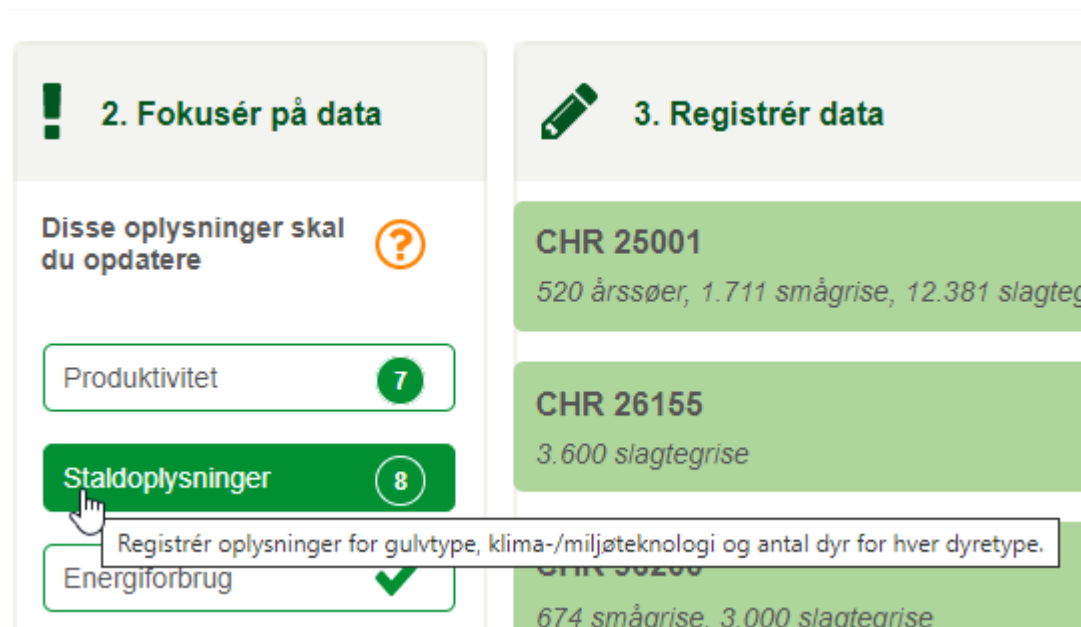 2. Fokusér på data
Disse oplysninger skal
du opdatere
Produktivitet 7
Staldoplysninger 8
Registrér oplysninger for gulvtype, klima-/miljøteknologi og antal dyr for hver dyretype.
Energiforbrug
3. Registrér data
CHR 25001
520 årssøer, 1.711 smågrise, 12.381
CHR 26155
3.600 slagtegrise
CHR
674 smågrise, 3.000 slagtegrise